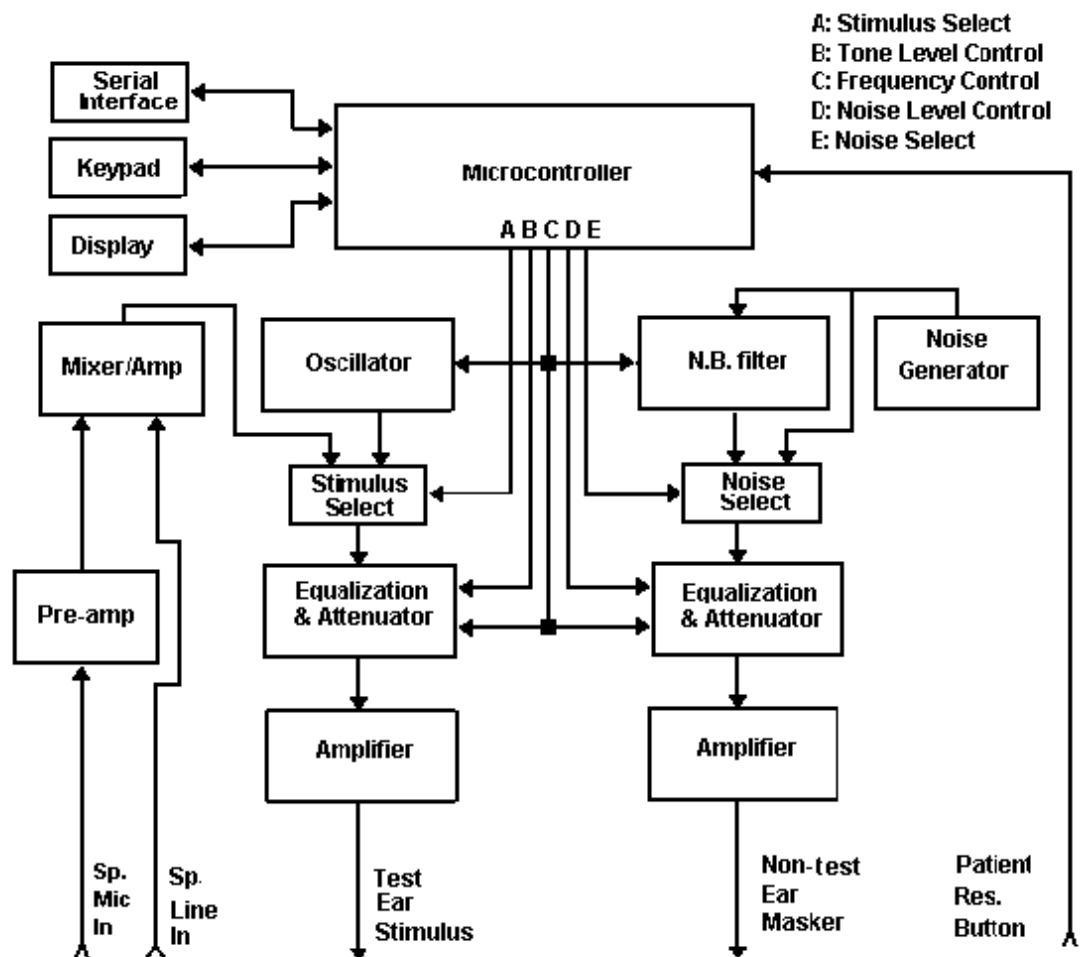 A: Stimulus Select
B: Tone Level Control
C: Frequency Control
D: Noise Level Control
E: Noise Select
Serial
Interface
Keypad
Display
Microcontroller
A B C D E
Mixer/Amp
Oscillator
N.B. filter
Noise
Generator
Stimulus
Select
Noise
Select
Pre-amp
Equalization
& Attenuator
Equalization
& Attenuator
Amplifier
Amplifier
Sp.
Mic
In
Sp.
Line
In
Test
Ear
Stimulus
Non-test
Ear
Masker
Patient
Res.
Button